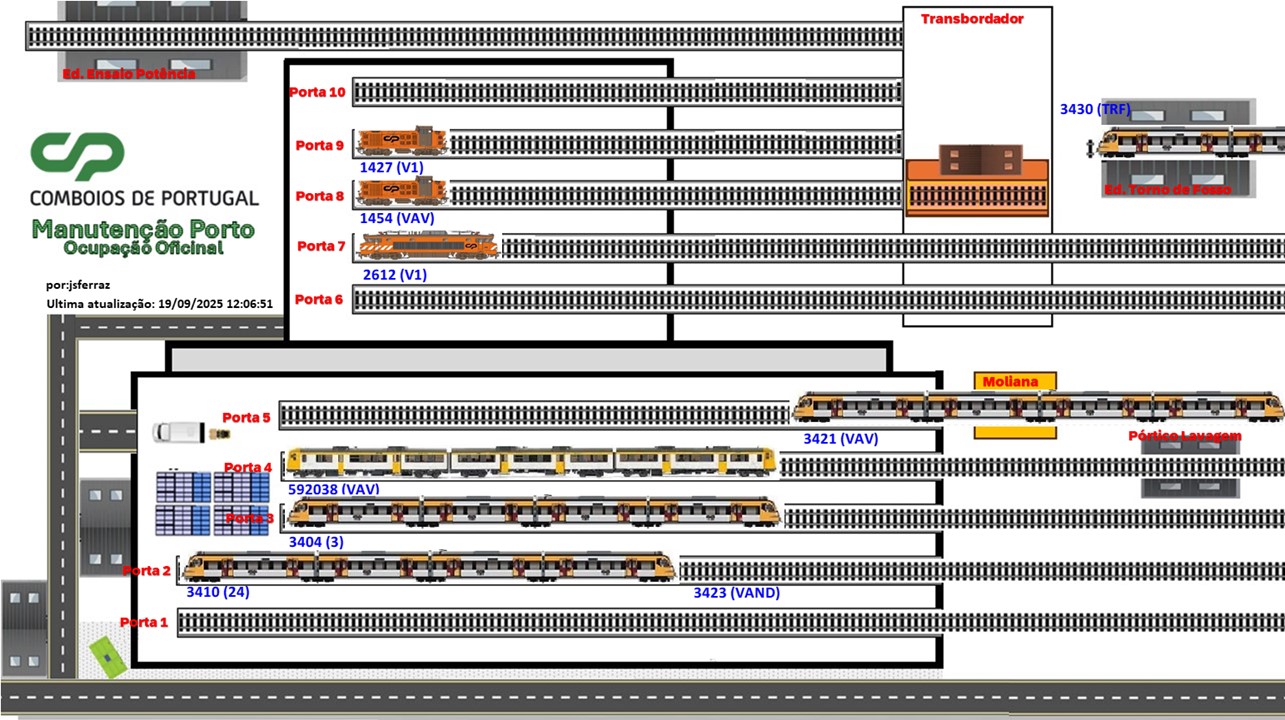 Transbordador
Ed. Ensaio Potência
Porta 10
3430 (TRF)
CP
COMBOIOS DE PORTUGAL
Manutenção Porto
Ocupação Oficinal
Porta 9
1427 (V1)
Porta 8
1454 (VAV)
Ed. Torno de Fosso
Porta 7
2612 (V1)
por:jsferraz
Ultima atualização: 19/09/2025 12:06:51
Porta 6
Moliana
Porta 5
3421 (VAV)
Pórtico Lavagem
Porta 4
592038 (VAV)
Porta 3
3404 (3)
Porta 2
3410 (24)
3423 (VAND)
Porta 1